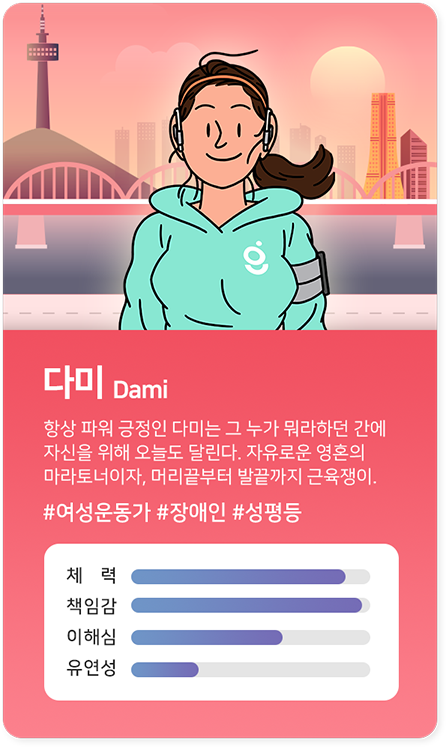 다미 Dami
항상 파워 긍정인 다미는 그 누가 뭐라하던 간에
자신을 위해 오늘도 달린다. 자유로운 영혼의
마라토너이자, 머리끝부터 발끝까지 근육쟁이.
#여성운동가 #장애인 #성평등
체 력
책임감
이해심
유연성